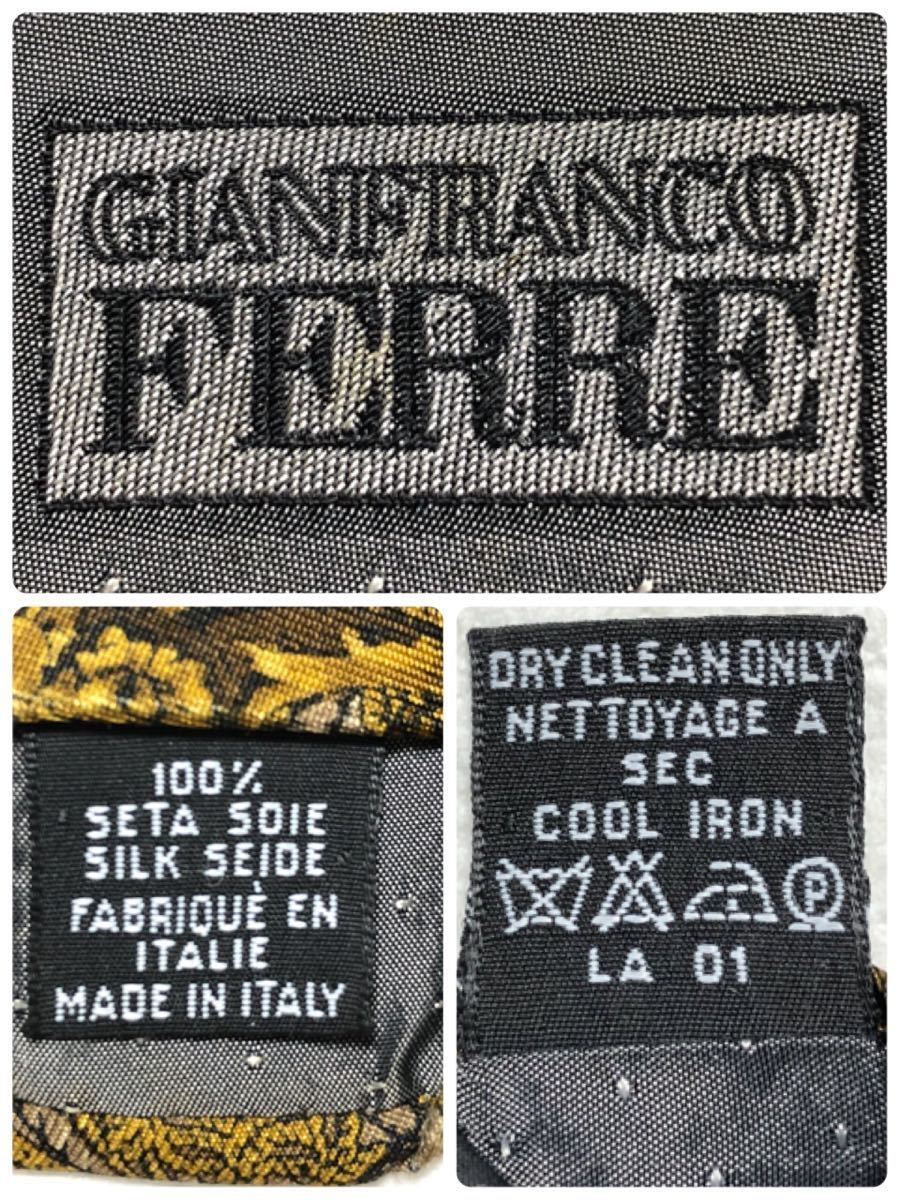 GIANFRANCO
FERRE
100%
SETA SOIE
SILK SEIDE
FABRIQUÈ EN
ITALIE
MADE IN ITALY
DRY CLEAN ONLY
NETTOYAGE A
SEC
COOL IRON
P
LA 01